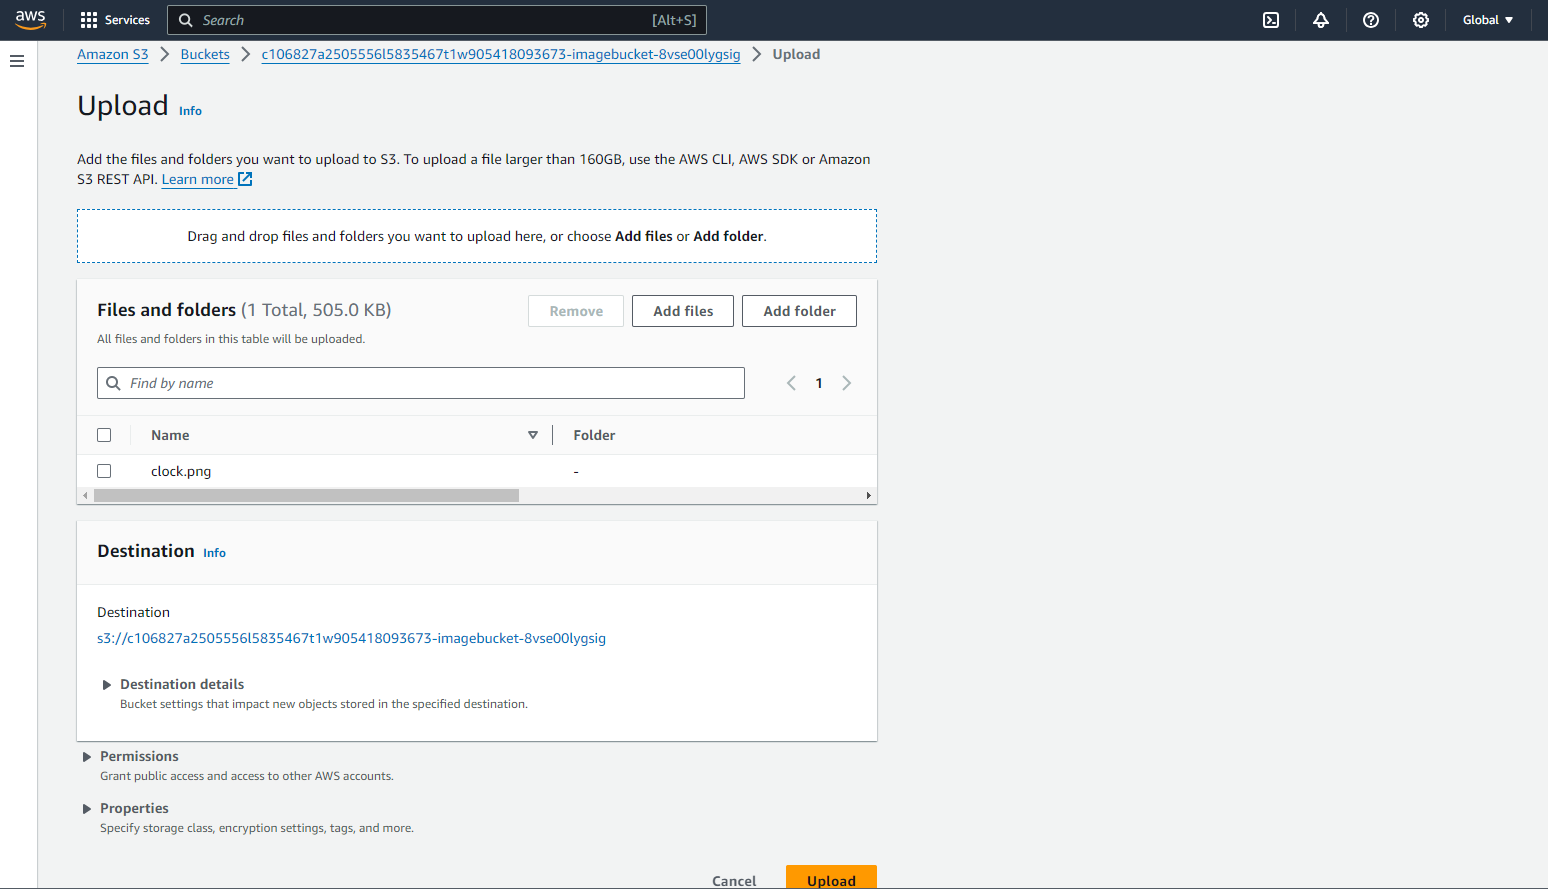 aws
Services
Search
[Alt+S]
Global
Amazon S3
Buckets
c106827a2505556l5835467t1w905418093673-imagebucket-8vse00lygsig
Upload
Upload
Info
Add the files and folders you want to upload to S3. To upload a file larger than 160GB, use the AWS CLI, AWS SDK or Amazon
S3 REST API. Learn more
Drag and drop files and folders you want to upload here, or choose Add files or Add folder.
Files and folders (1 Total, 505.0 KB)
Remove
Add files
Add folder
All files and folders in this table will be uploaded.
Find by name
1
Name
Folder
clock.png
-
Destination
Info
Destination
s3://c106827a2505556l5835467t1w905418093673-imagebucket-8vse00lygsig
Destination details
Bucket settings that impact new objects stored in the specified destination.
Permissions
Grant public access and access to other AWS accounts.
Properties
Specify storage class, encryption settings, tags, and more.
Cancel
Upload